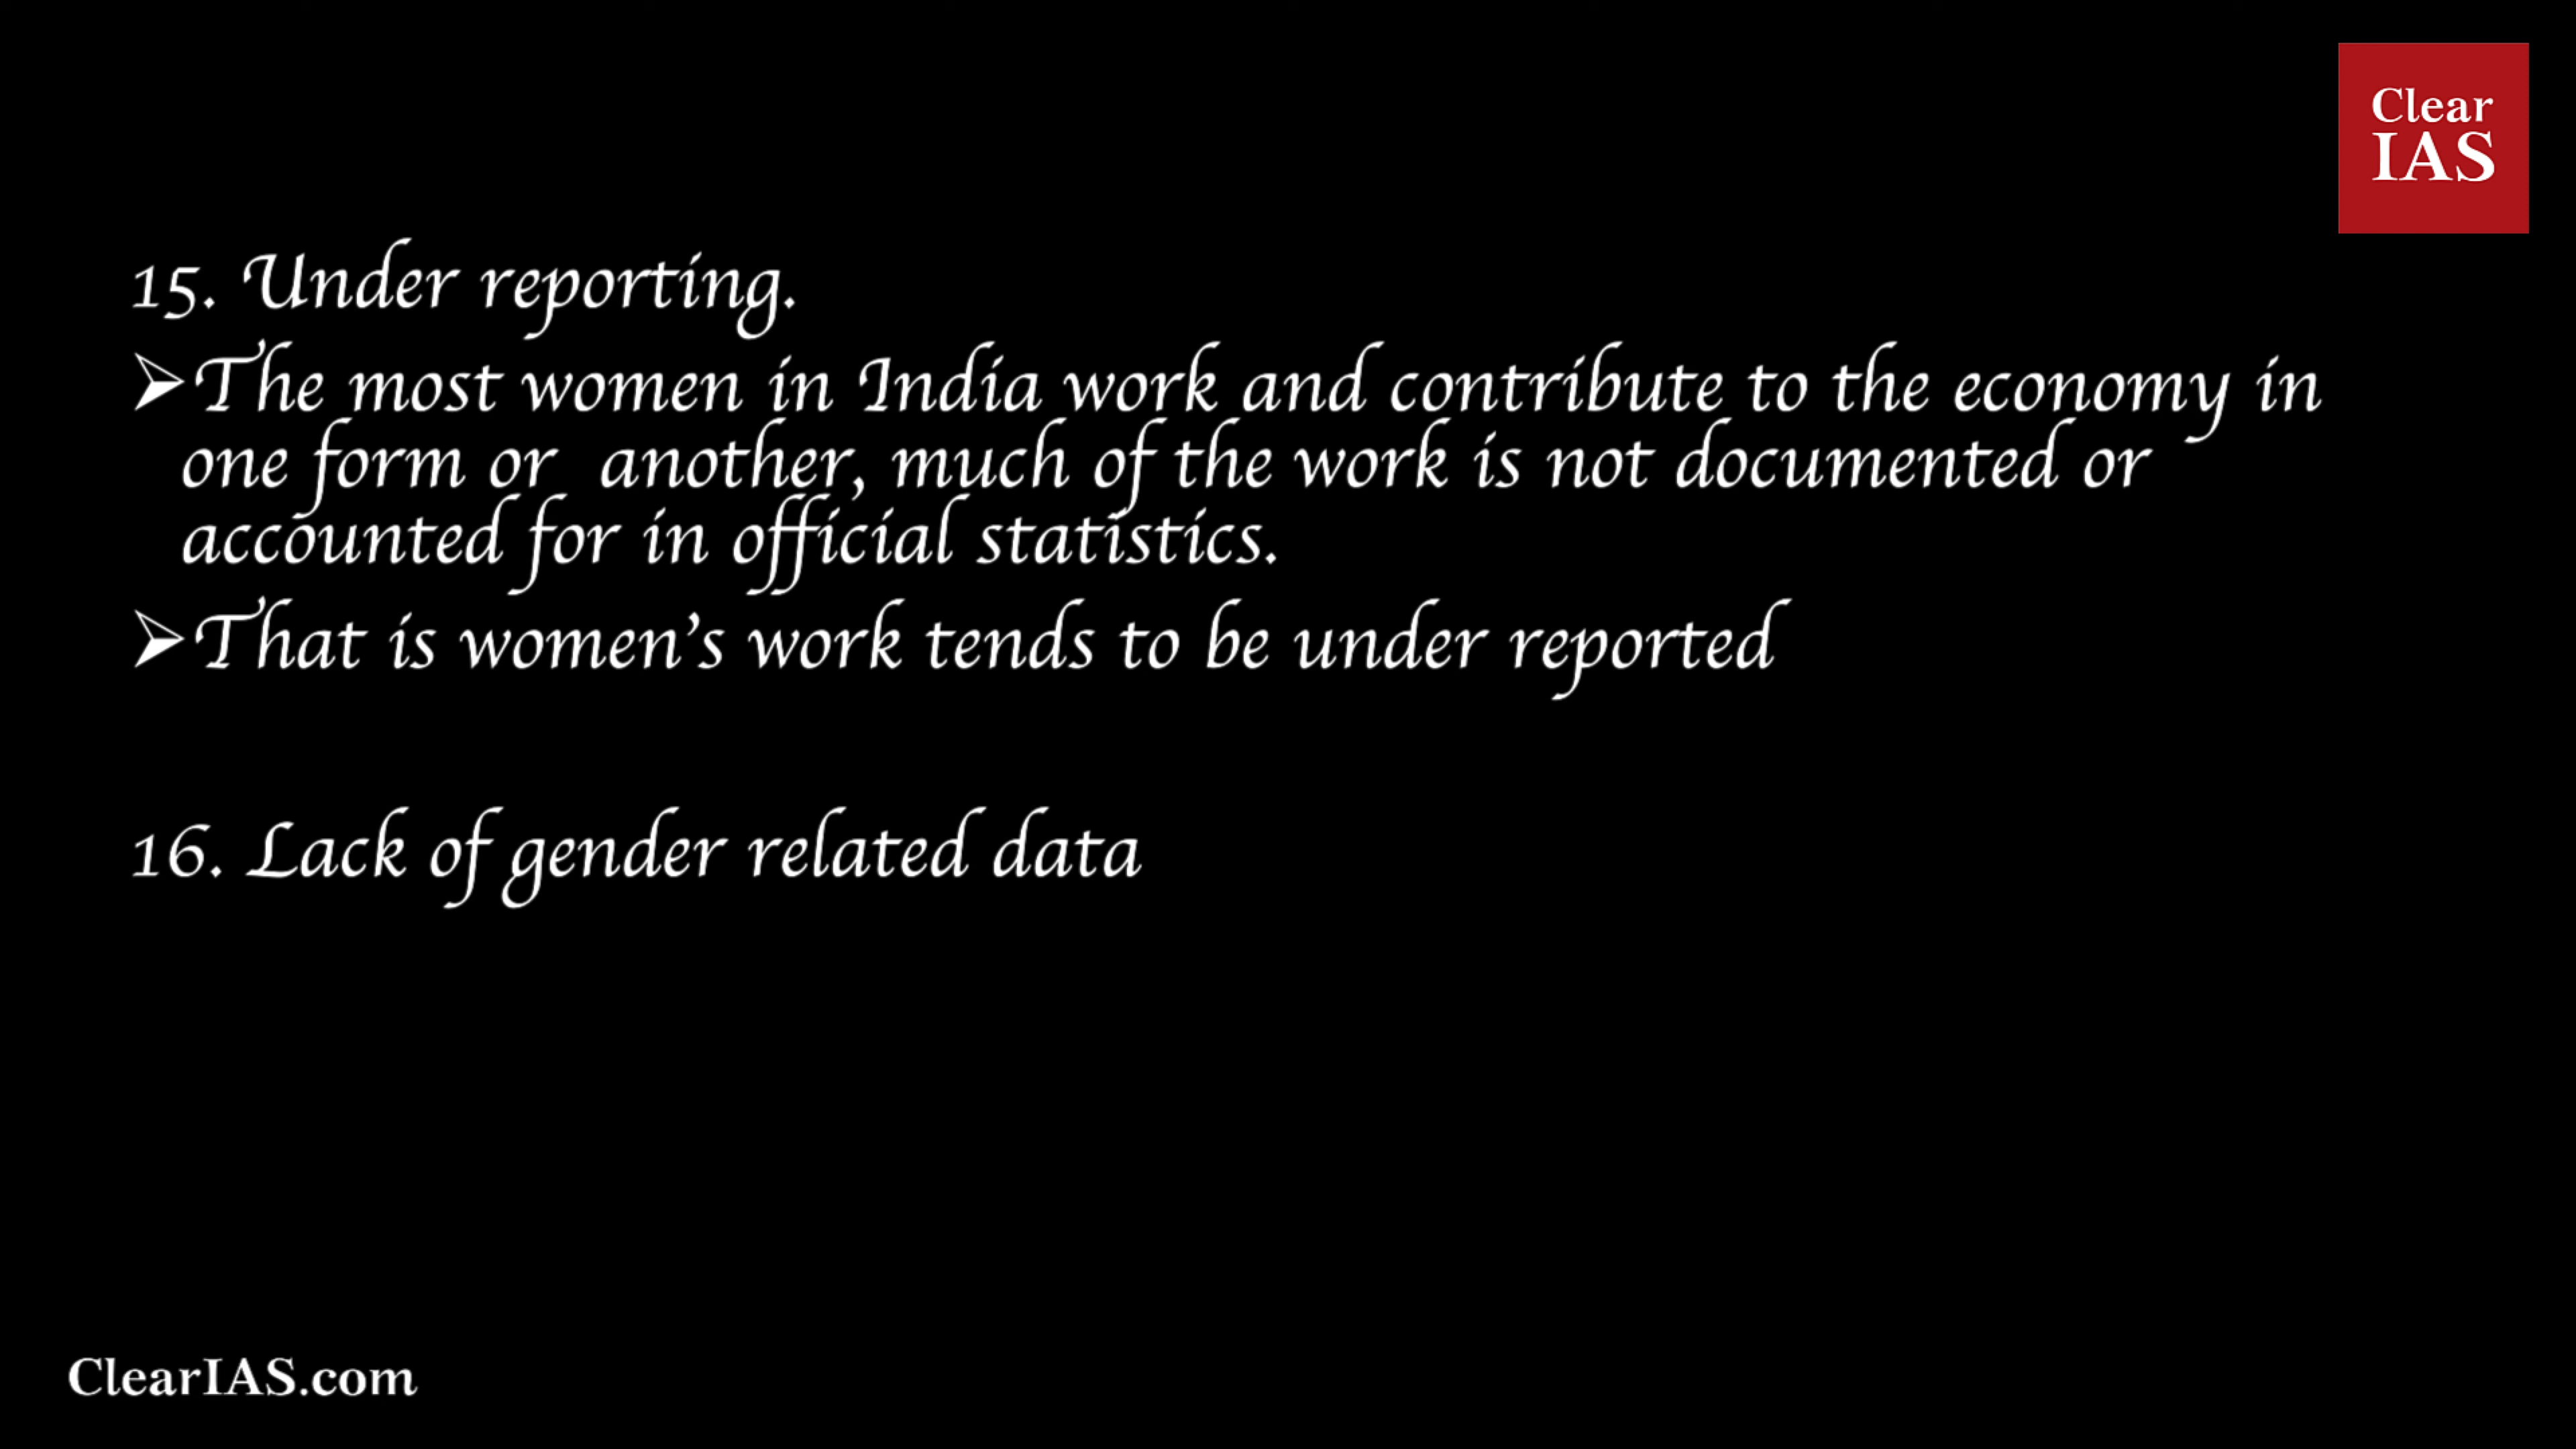 Clear
IAS
15. Under reporting.
➢The most women in India work and contribute to the economy in
one form or another, much of the work is not documented or
accounted for in official statistics.
➢That is women's work tends to be under reported
16. Lack of gender related data
ClearIAS.com